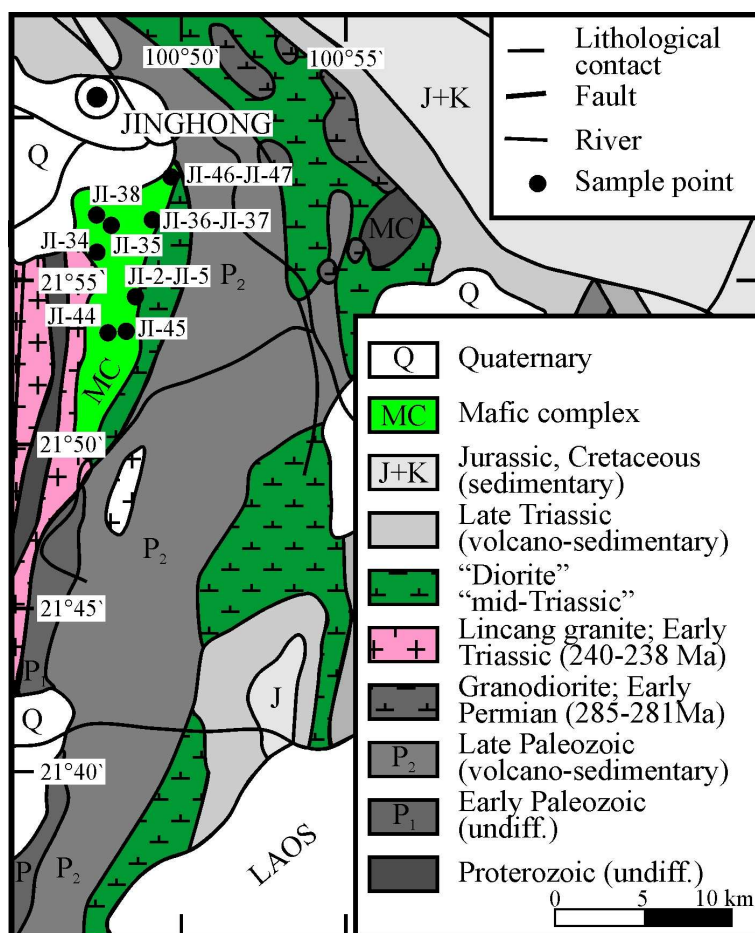 100°50`
100°55`
J+K
JINGHONG
Q
JI-46-JI-47
JI-38
JI-36-JI-37
MC
JI-34
JI-35
P2
21°55`
JI-2-JI-5
Q
JI-44
JI-45
MC
21°50`
P2
21°45`
P1
J
Q
21°40`
LAOS
P
P2
Lithological
contact
Fault
River
Sample point
Q Quaternary
MC Mafic complex
J+K Jurassic, Cretaceous
(sedimentary)
Late Triassic
(volcano-sedimentary)
“Diorite”
“mid-Triassic”
Lincang granite; Early
Triassic (240-238 Ma)
Granodiorite; Early
Permian (285-281Ma)
P2 Late Paleozoic
(volcano-sedimentary)
P1 Early Paleozoic
(undiff.)
Proterozoic (undiff.)
0 5 10 km